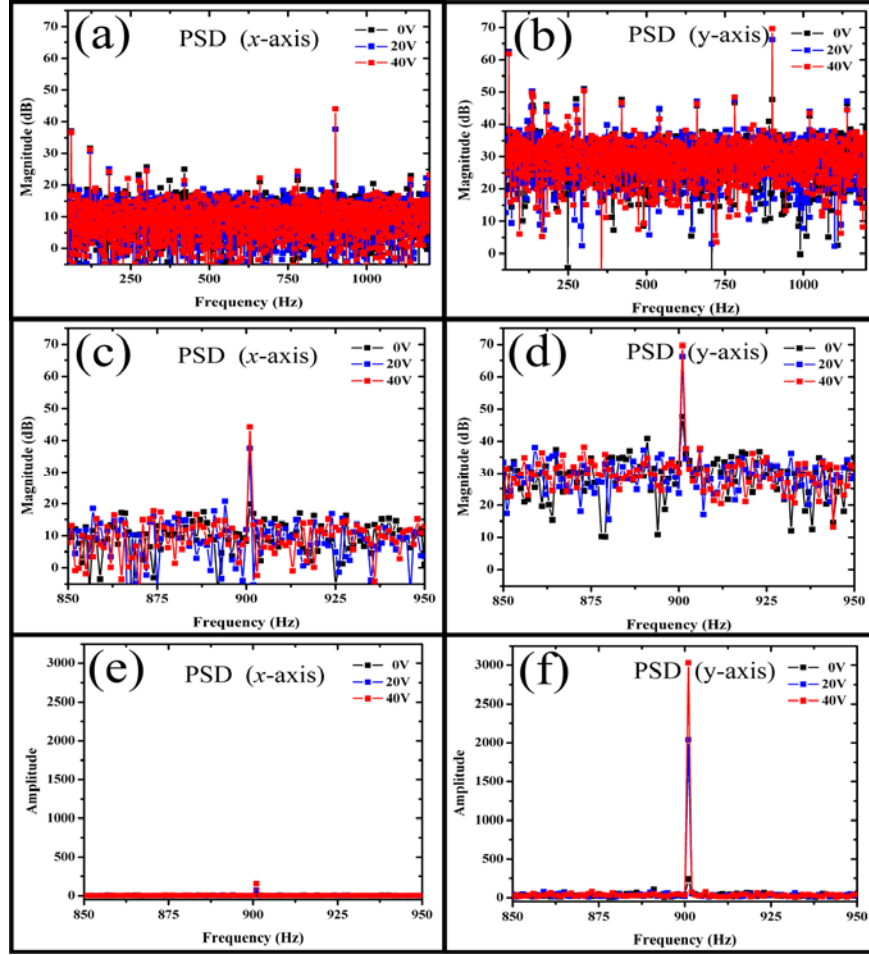 (a) PSD (x-axis)
0V
20V
40V
Magnitude (dB)
70
60
50
40
30
20
10
0
250 500 750 1000
Frequency (Hz)
(b) PSD (y-axis)
0V
20V
40V
Magnitude (dB)
70
60
50
40
30
20
10
0
250 500 750 1000
Frequency (Hz)
(c) PSD (x-axis)
0V
20V
40V
Magnitude (dB)
70
60
50
40
30
20
10
0
850 875 900 925 950
Frequency (Hz)
(d) PSD (y-axis)
0V
20V
40V
Magnitude (dB)
70
60
50
40
30
20
10
0
850 875 900 925 950
Frequency (Hz)
(e) PSD (x-axis)
0V
20V
40V
Amplitude
3000
2500
2000
1500
1000
500
0
850 875 900 925 950
Frequency (Hz)
(f) PSD (y-axis)
0V
20V
40V
Amplitude
3000
2500
2000
1500
1000
500
0
850 875 900 925 950
Frequency (Hz)